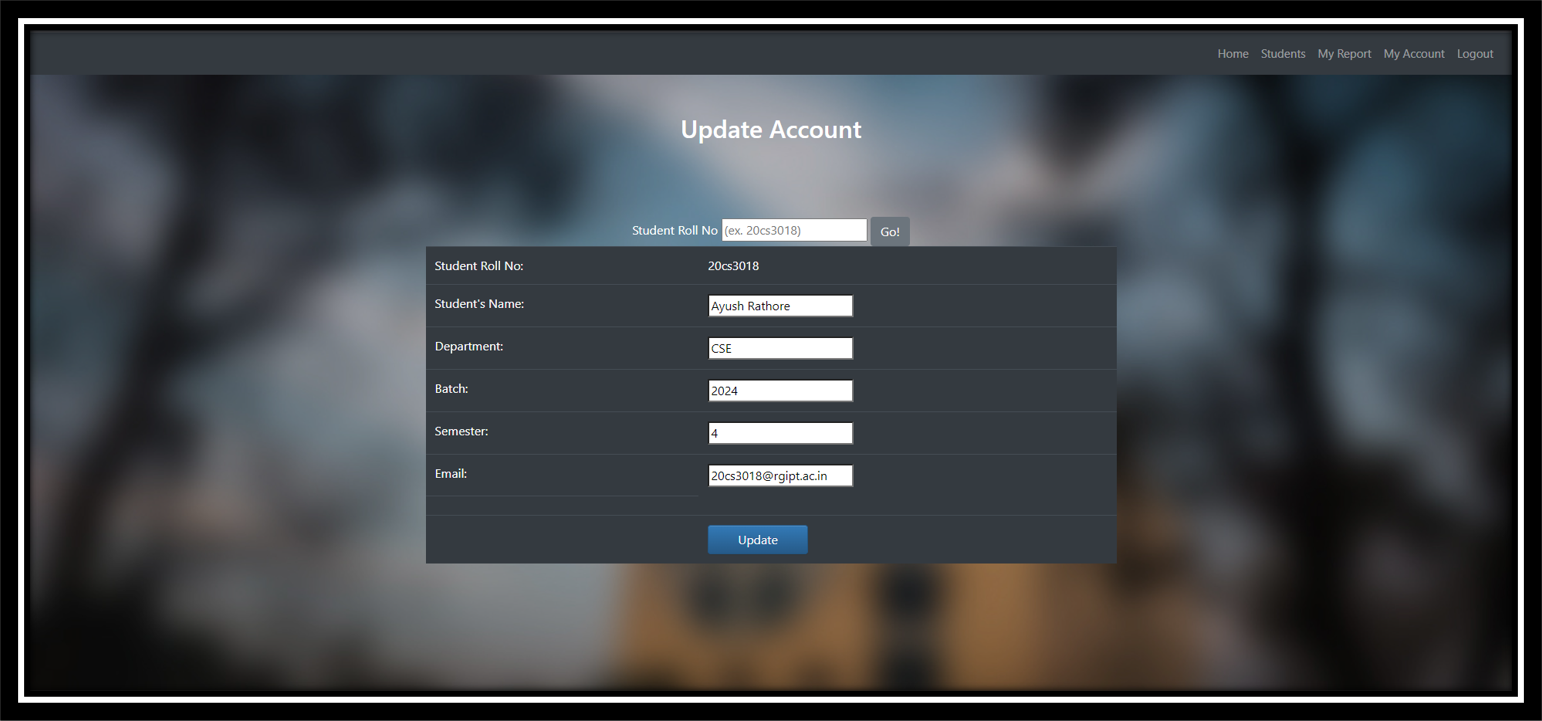 Home Students My Report My Account Logout
Update Account
Student Roll No (ex. 20cs3018) Go!
Student Roll No: 20cs3018
Student's Name: Ayush Rathore
Department: CSE
Batch: 2024
Semester: 4
Email: 20cs3018@rgipt.ac.in
Update